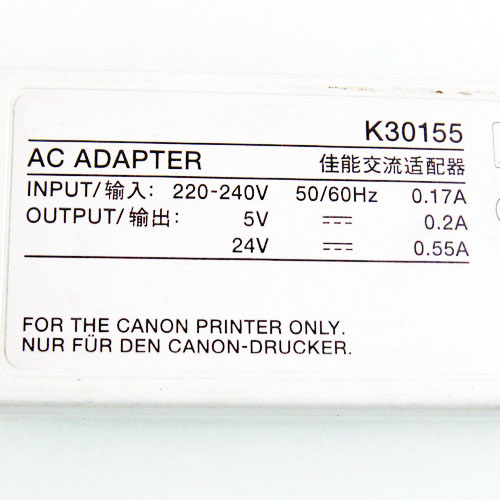 K30155
AC ADAPTER 佳能交流适配器
INPUT/输入: 220-240V 50/60Hz 0.17A
OUTPUT/输出: 5V ⎓ 0.2A
24V ⎓ 0.55A
FOR THE CANON PRINTER ONLY.
NUR FÜR DEN CANON-DRUCKER.